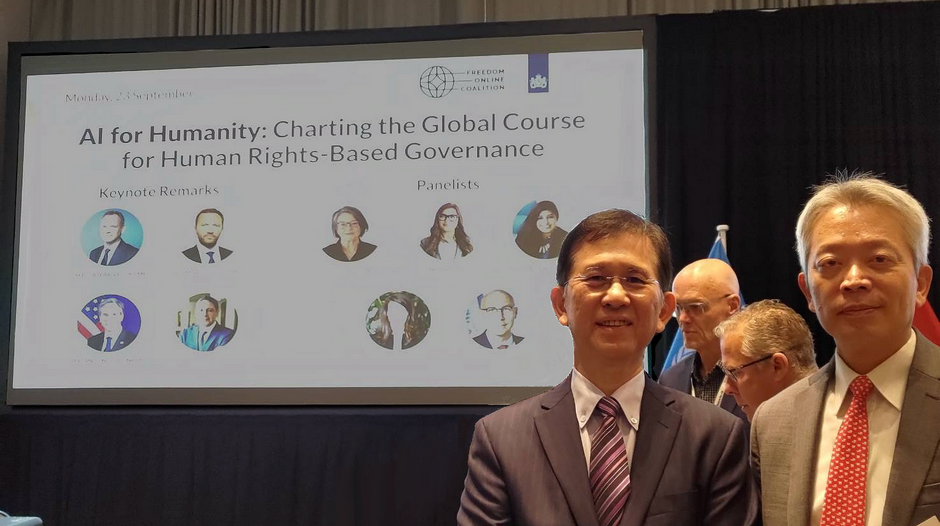 FREEDOM
ONLINE
COALITION
Monday, 23 September
AI for Humanity: Charting the Global Course
for Human Rights-Based Governance
Keynote Remarks
Panelists